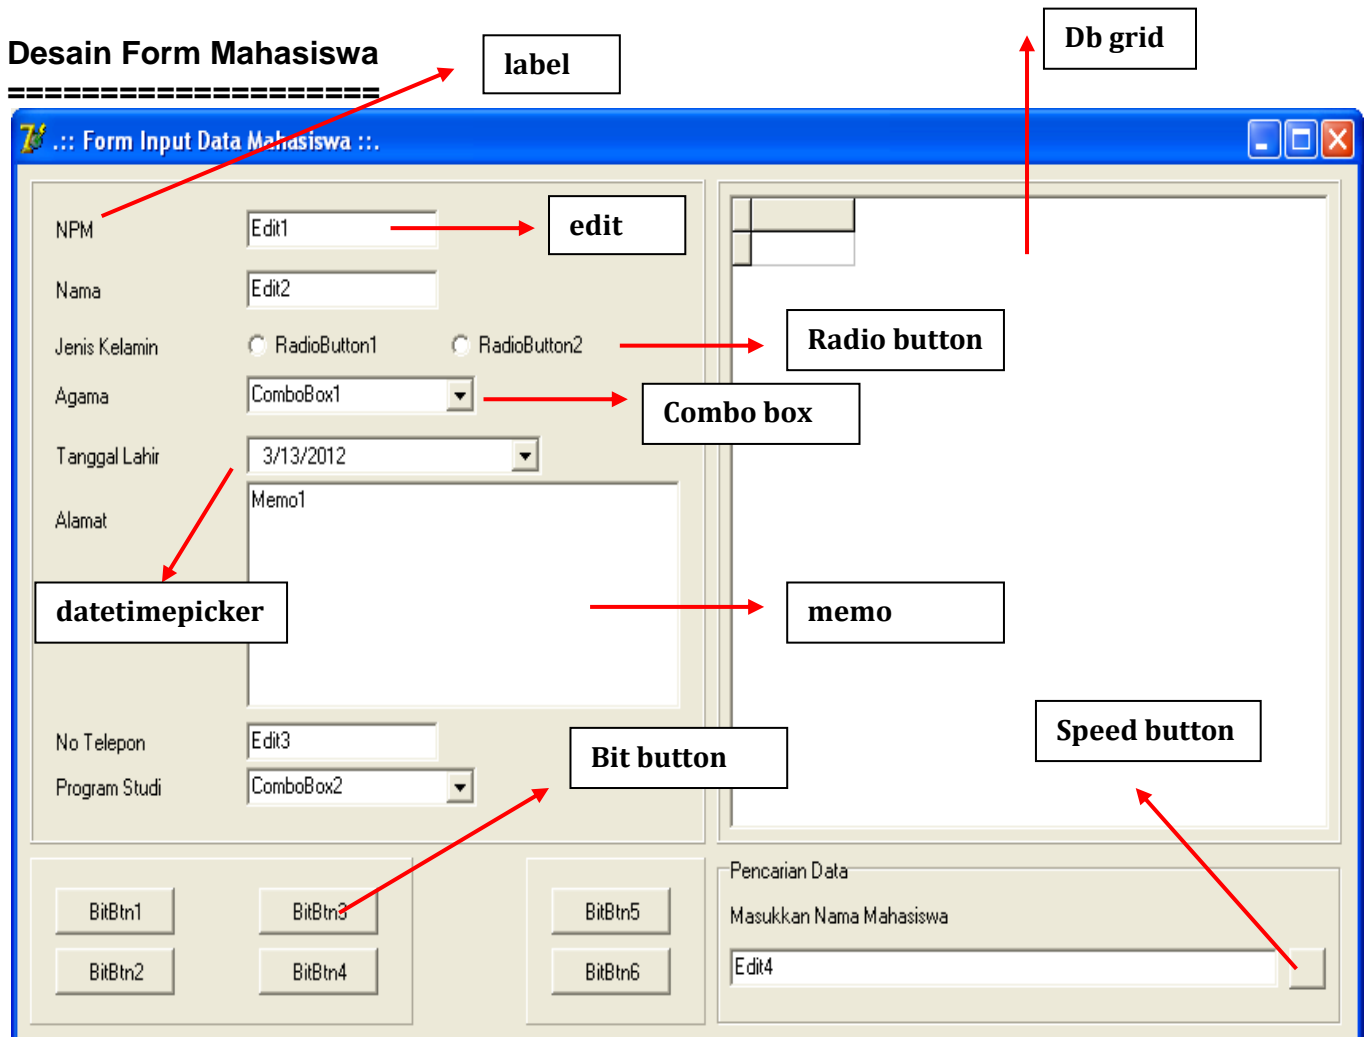 Desain Form Mahasiswa
====================
label
Db grid
.:: Form Input Data Mahasiswa ::.
NPM
Edit1
edit
Nama
Edit2
Jenis Kelamin
RadioButton1
RadioButton2
Radio button
Agama
ComboBox1
Combo box
Tanggal Lahir
3/13/2012
Alamat
Memo1
datetimepicker
memo
No Telepon
Edit3
Bit button
Speed button
Program Studi
ComboBox2
BitBtn1
BitBtn3
BitBtn5
BitBtn2
BitBtn4
BitBtn6
Pencarian Data
Masukkan Nama Mahasiswa
Edit4